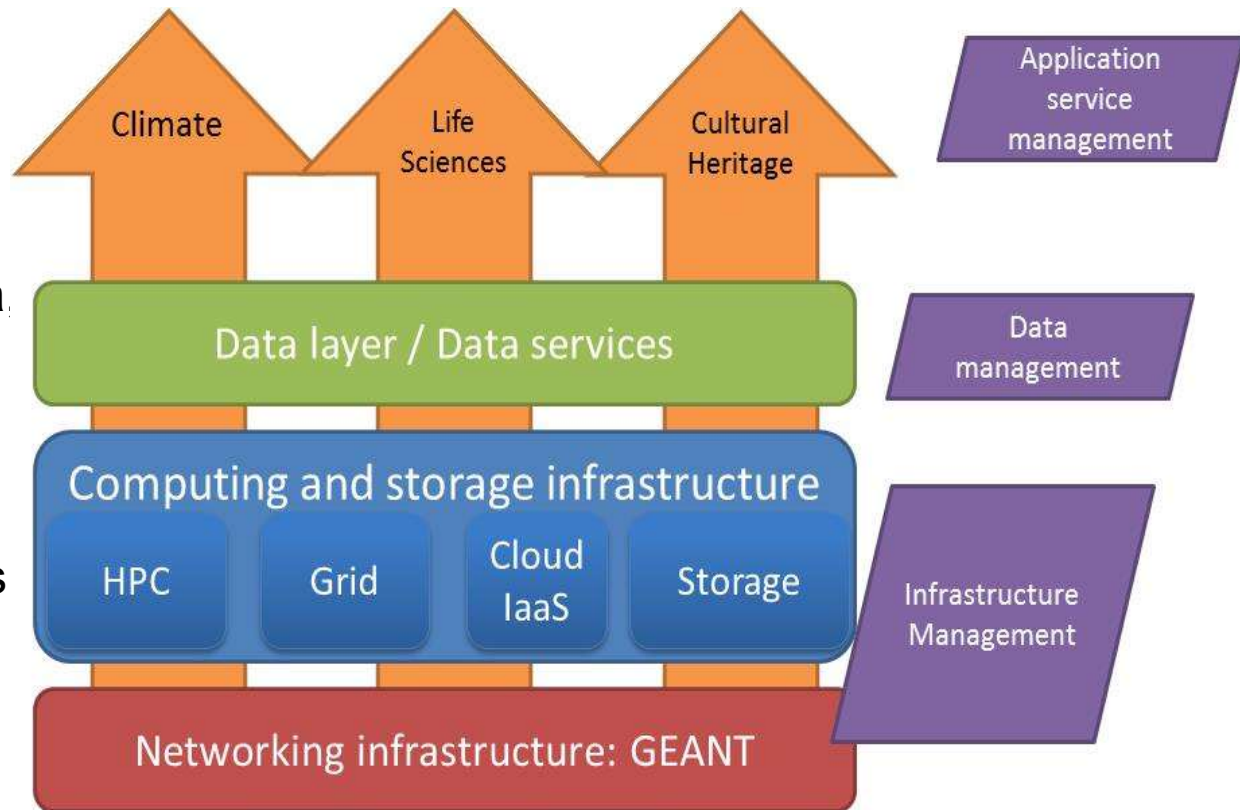 Climate
Life
Sciences
Cultural
Heritage
Application
service
management
Data layer / Data services
Data
management
Computing and storage infrastructure
HPC
Grid
Cloud
IaaS
Storage
Infrastructure
Management
Networking infrastructure: GEANT